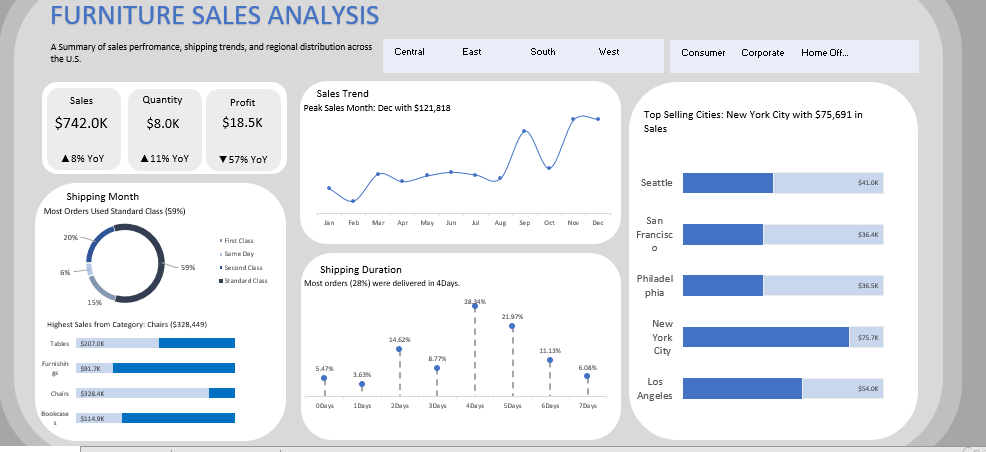 FURNITURE SALES ANALYSIS
A Summary of sales perfromance, shipping trends, and regional distribution across
the U.S.
Central East South West
Consumer Corporate Home Off...
Sales
$742.0K
▲8% YoY
Quantity
$8.0K
▲11% YoY
Profit
$18.5K
▼57% YoY
Sales Trend
Peak Sales Month: Dec with $121,818
Jan Feb Mar Apr May Jun Jul Aug Sep Oct Nov Dec
Shipping Month
Most Orders Used Standard Class (59%)
20%
6%
15%
59%
First Class
Same Day
Second Class
Standard Class
Highest Sales from Category: Chairs ($328,449)
Tables $207.0K
Furnishin
gs
$91.7K
Chairs $328.4K
Bookcase
s
$114.9K
Shipping Duration
Most orders (28%) were delivered in 4Days.
5.47% 3.63% 14.62% 8.77% 28.34% 21.97% 11.13% 6.08%
0Days 1Days 2Days 3Days 4Days 5Days 6Days 7Days
Top Selling Cities: New York City with $75,691 in
Sales
Seattle $41.0K
San
Francisc
o
$36.4K
Philadel
phia
$36.5K
New
York
City
$75.7K
Los
Angeles
$54.0K